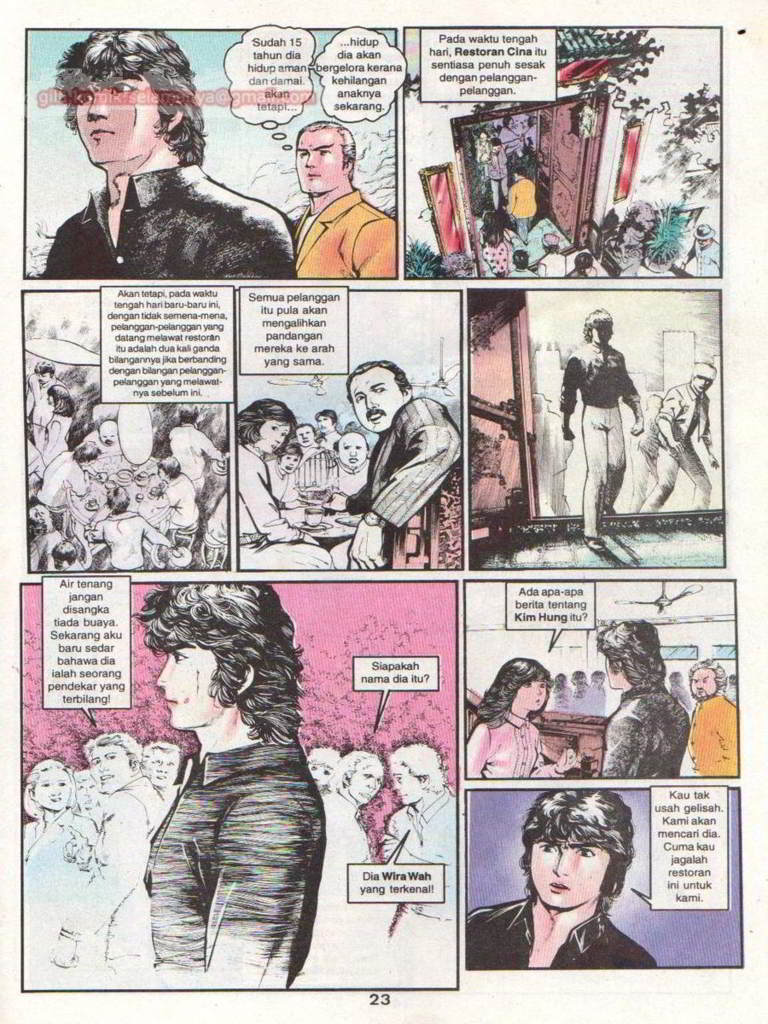 Sudah 15
tahun dia
hidup aman
dan damai.
akan
tetapi...
...hidup
dia akan
bergelora kerana
kehilangan
anaknya
sekarang.
Pada waktu tengah
hari, Restoran Cina itu
sentiasa penuh sesak
dengan pelanggan-
pelanggan.
Akan tetapi, pada waktu
tengah hari baru-baru ini,
dengan tidak semena-mena,
pelanggan-pelanggan yang
datang melawat restoran
itu adalah dua kali ganda
bilangannya jika berbanding
dengan bilangan pelanggan-
pelanggan yang melawat-
nya sebelum ini.
Semua pelanggan
itu pula akan
mengalihkan
pandangan
mereka ke arah
yang sama.
Air tenang
jangan
disangka
tiada buaya.
Sekarang aku
baru sedar
bahawa dia
ialah seorang
pendekar yang
terbilang!
Siapakah
nama dia itu?
Dia Wira Wah
yang terkenal!
Ada apa-apa
berita tentang
Kim Hung itu?
Kau tak
usah gelisah.
Kami akan
mencari dia.
Cuma kau
jagalah
restoran
ini untuk
kami.
23